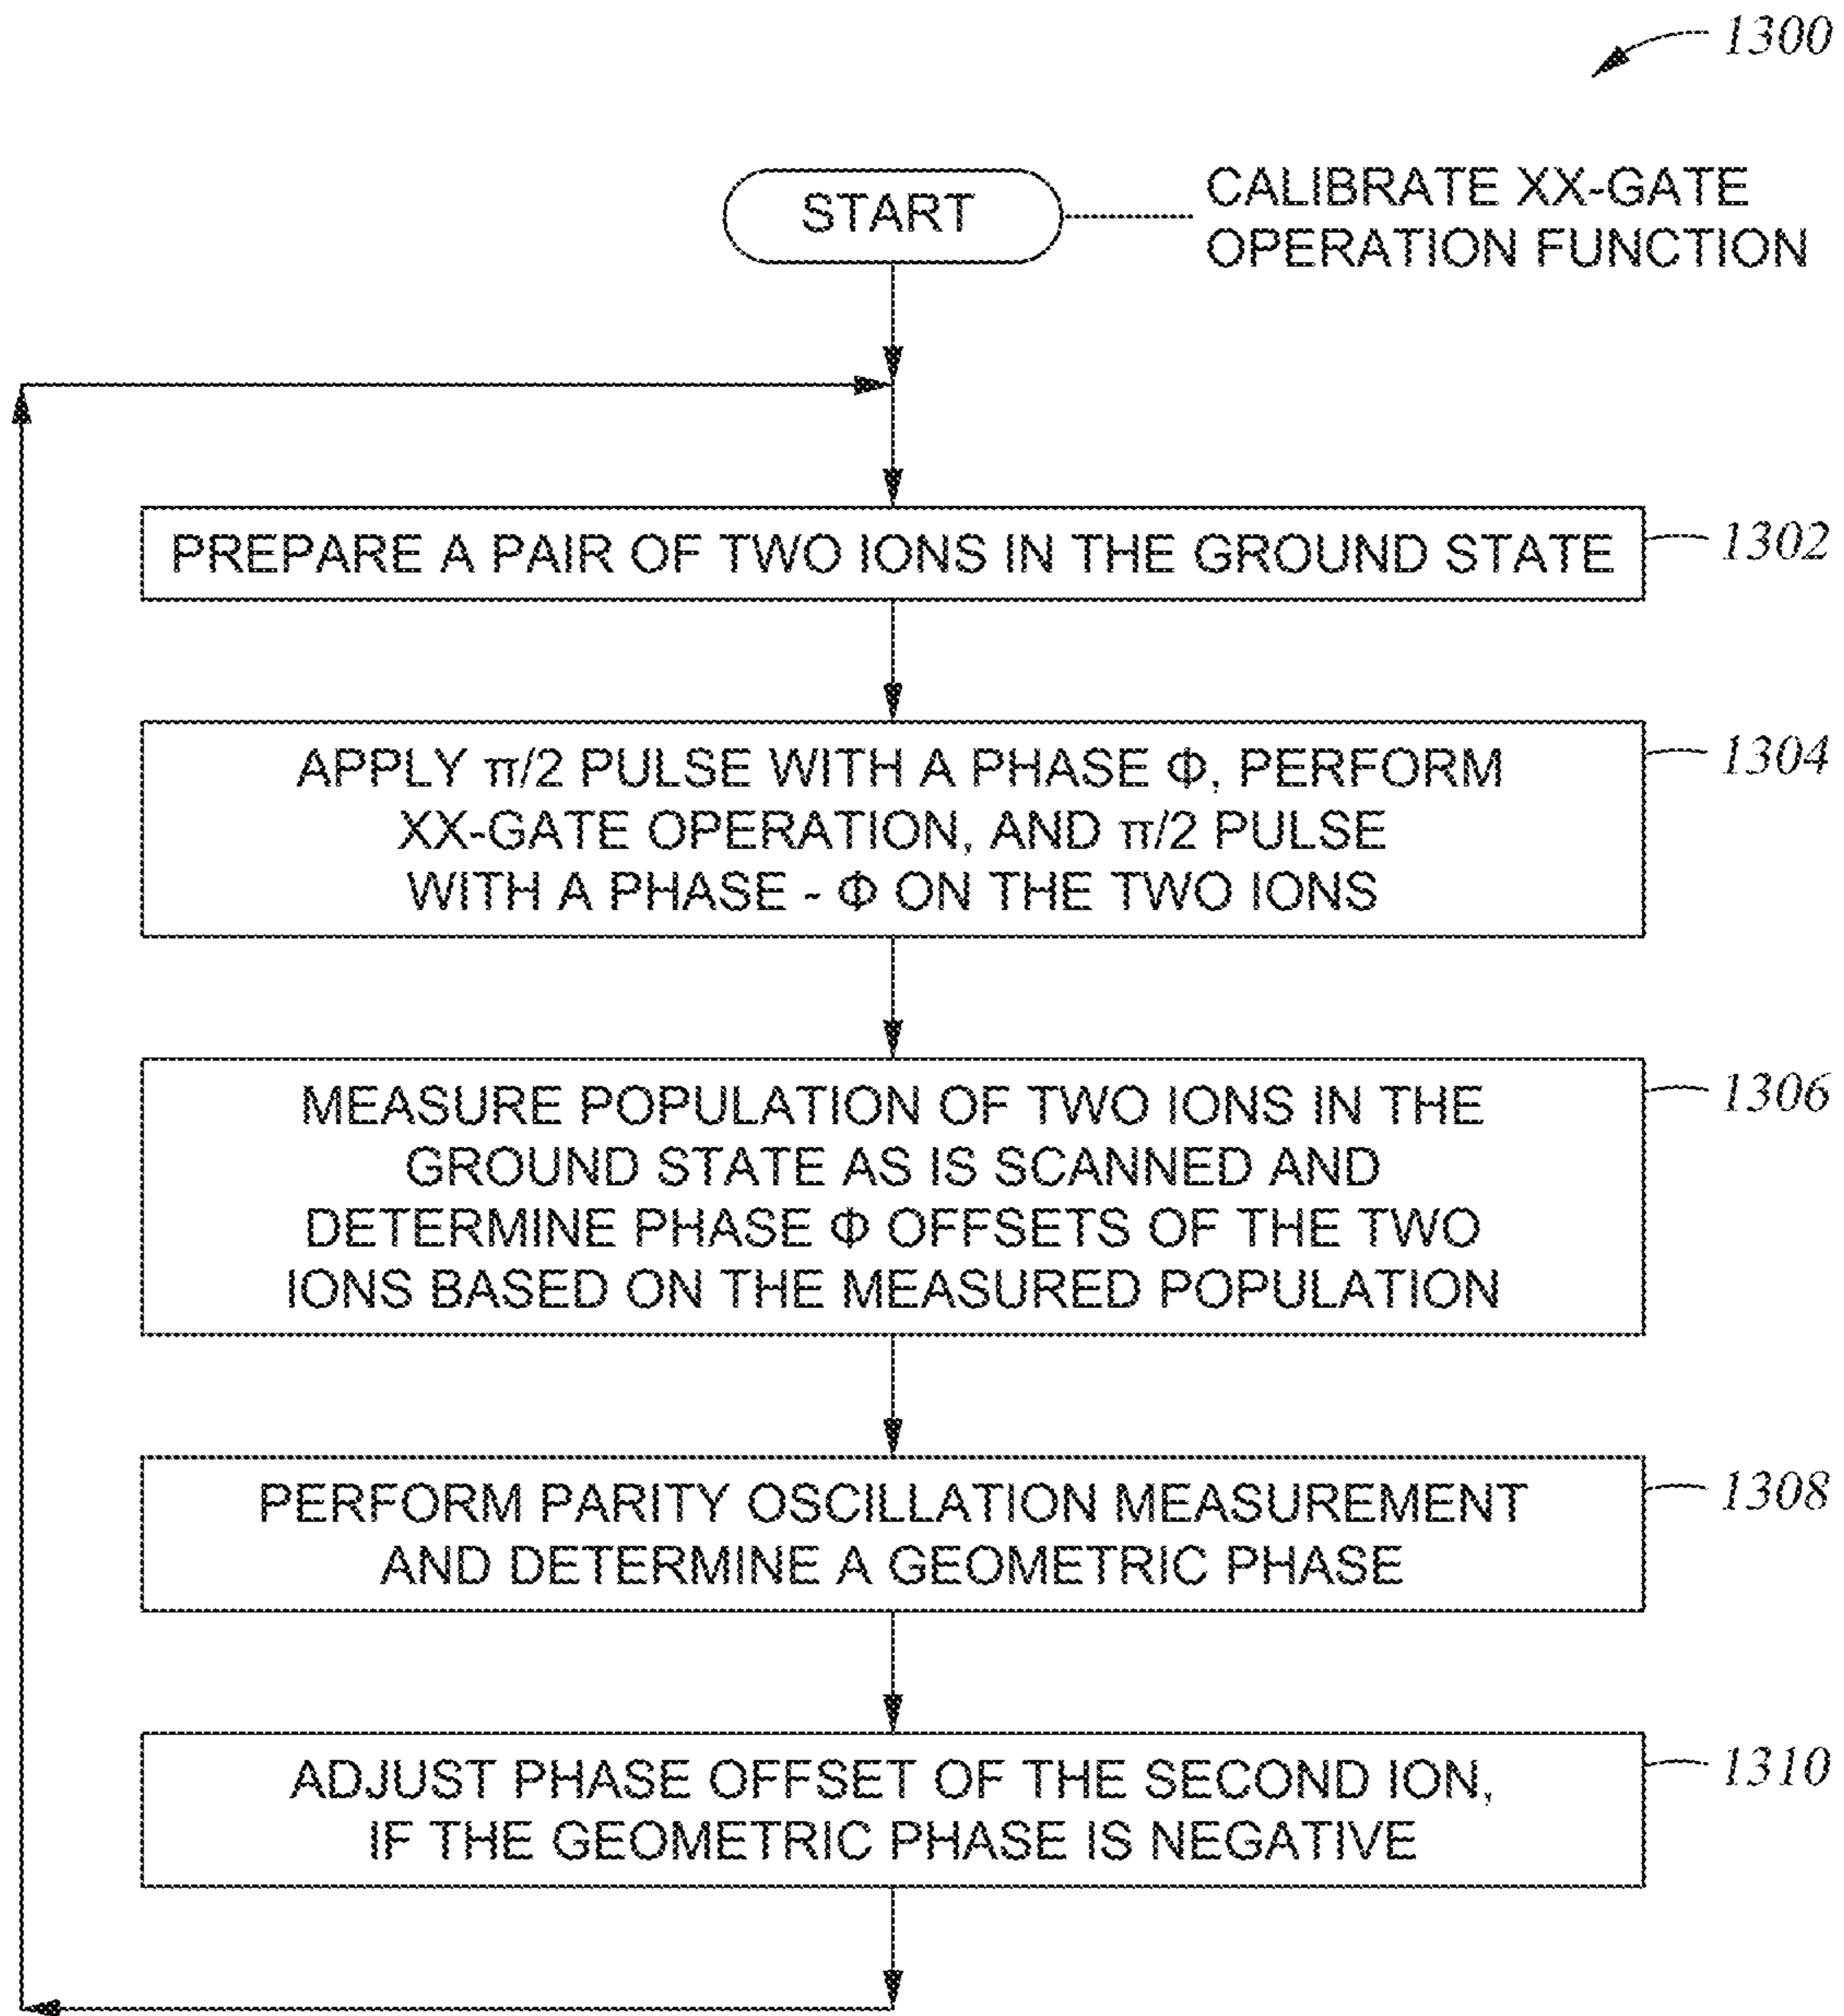 1300
START
CALIBRATE XX-GATE
OPERATION FUNCTION
PREPARE A PAIR OF TWO IONS IN THE GROUND STATE
1302
APPLY π/2 PULSE WITH A PHASE Φ, PERFORM
XX-GATE OPERATION, AND π/2 PULSE
WITH A PHASE - Φ ON THE TWO IONS
1304
MEASURE POPULATION OF TWO IONS IN THE
GROUND STATE AS IS SCANNED AND
DETERMINE PHASE Φ OFFSETS OF THE TWO
IONS BASED ON THE MEASURED POPULATION
1306
PERFORM PARITY OSCILLATION MEASUREMENT
AND DETERMINE A GEOMETRIC PHASE
1308
ADJUST PHASE OFFSET OF THE SECOND ION,
IF THE GEOMETRIC PHASE IS NEGATIVE
1310